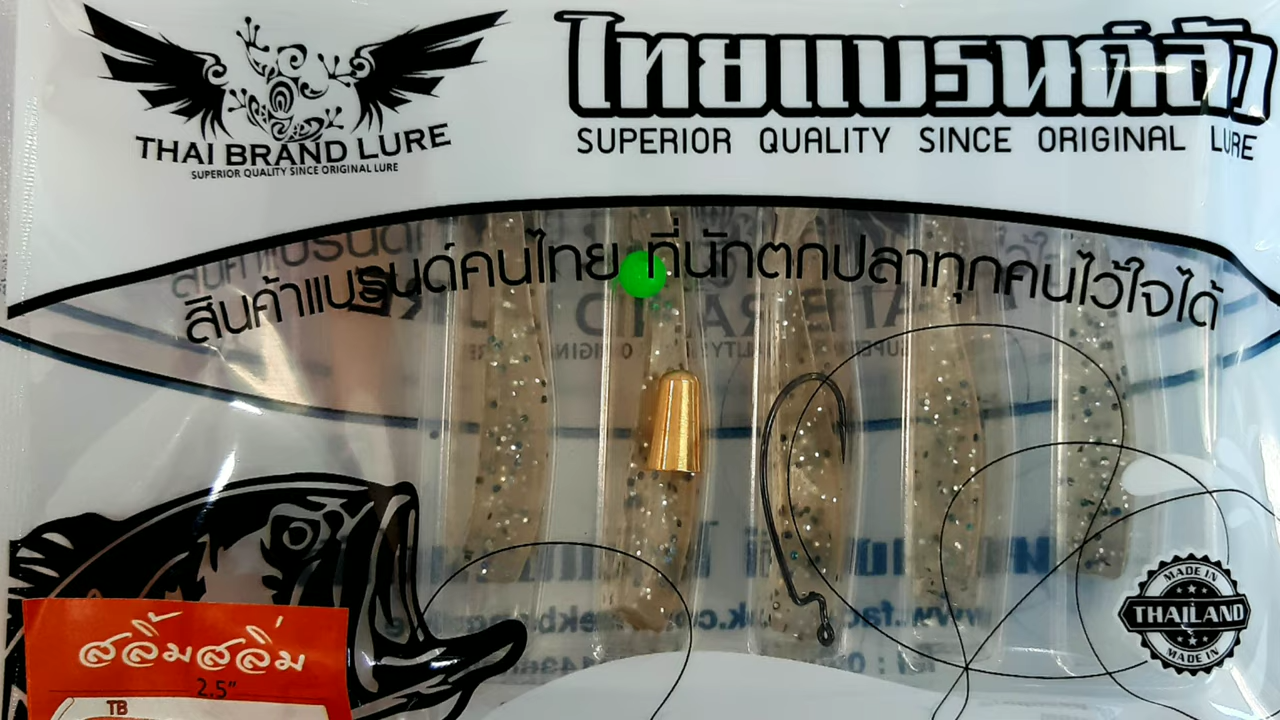 THAI BRAND LURE
SUPERIOR QUALITY SINCE ORIGINAL LURE
ไทยแบรนด์ลัว
SUPERIOR QUALITY SINCE ORIGINAL LURE
สินค้าแบรนด์คนไทย ที่นักตกปลาทุกคนไว้ใจได้
MADE IN
THAILAND
MADE IN
สลิ้มสลิ่ม
2.5"
TB